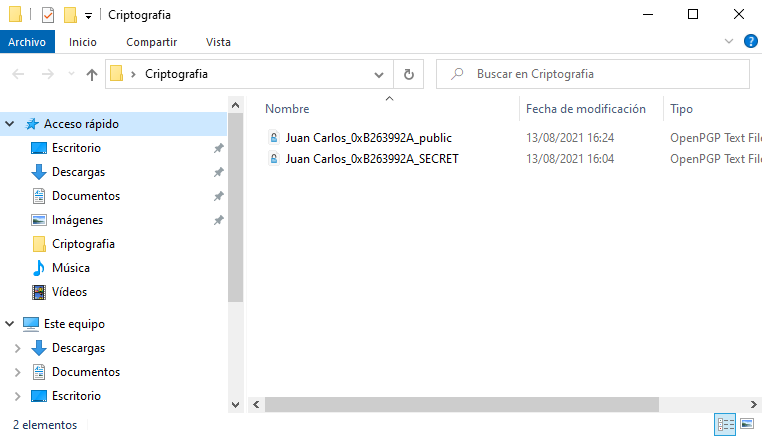 Criptografia
Archivo Inicio Compartir Vista
Criptografia Buscar en Criptografia
Nombre Fecha de modificación Tipo
Acceso rápido
Juan Carlos_0xB263992A_public 13/08/2021 16:24 OpenPGP Text File
Escritorio
Juan Carlos_0xB263992A_SECRET 13/08/2021 16:04 OpenPGP Text File
Descargas
Documentos
Imágenes
Criptografia
Música
Vídeos
Este equipo
Descargas
Documentos
Escritorio
2 elementos